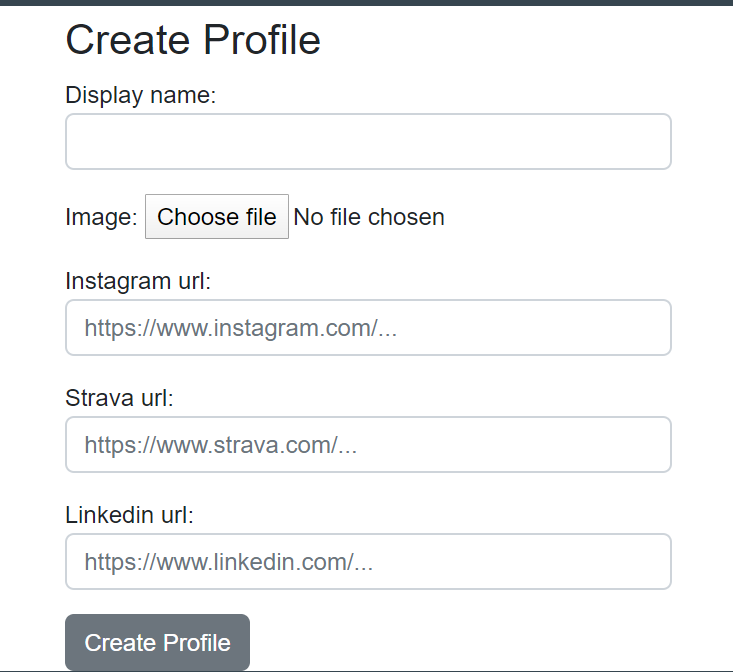 Create Profile
Display name:
Image: Choose file No file chosen
Instagram url:
https://www.instagram.com/...
Strava url:
https://www.strava.com/...
Linkedin url:
https://www.linkedin.com/...
Create Profile